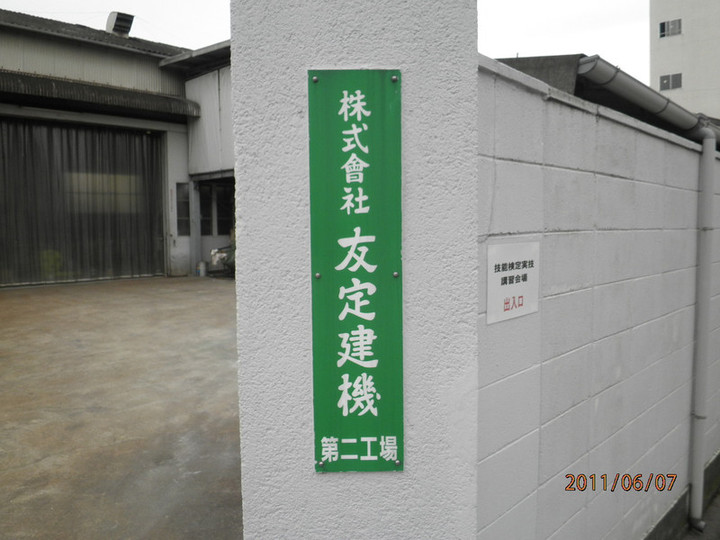 株式會社 友定建機
第二工場
技能検定実技
講習会場
出入口
2011/06/07